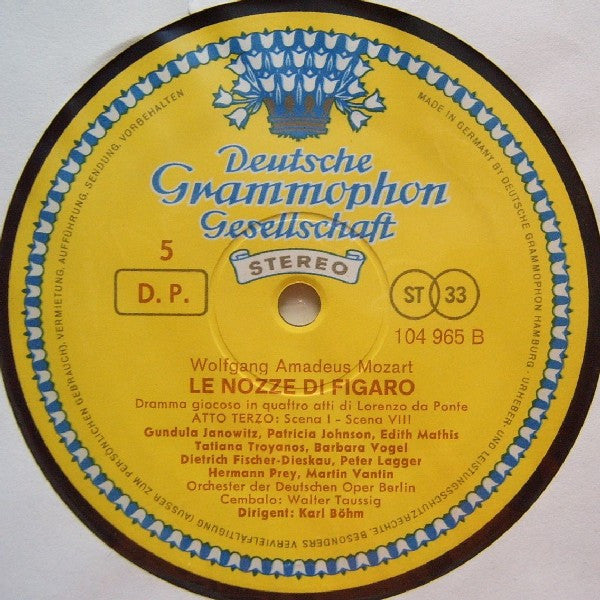 Deutsche
Grammophon
Gesellschaft
STEREO
5
D. P.
ST 33
104 965 B
Wolfgang Amadeus Mozart
LE NOZZE DI FIGARO
Dramma giocoso in quattro atti di Lorenzo da Ponte
ATTO TERZO: Scena I - Scena VIII
Gundula Janowitz, Patricia Johnson, Edith Mathis
Tatiana Troyanos, Barbara Vogel
Dietrich Fischer-Dieskau, Peter Lagger
Hermann Prey, Martin Vantin
Orchester der Deutschen Oper Berlin
Cembalo: Walter Taussig
Dirigent: Karl Böhm
MADE IN GERMANY BY DEUTSCHE GRAMMOPHON HAMBURG · URHEBER- UND LEISTUNGSSCHUTZRECHTE, BESONDERS VERVIELFÄLTIGUNG (AUSSER ZUM PERSÖNLICHEN GEBRAUCH), VERMIETUNG, AUFFÜHRUNG, SENDUNG, VORBEHALTEN